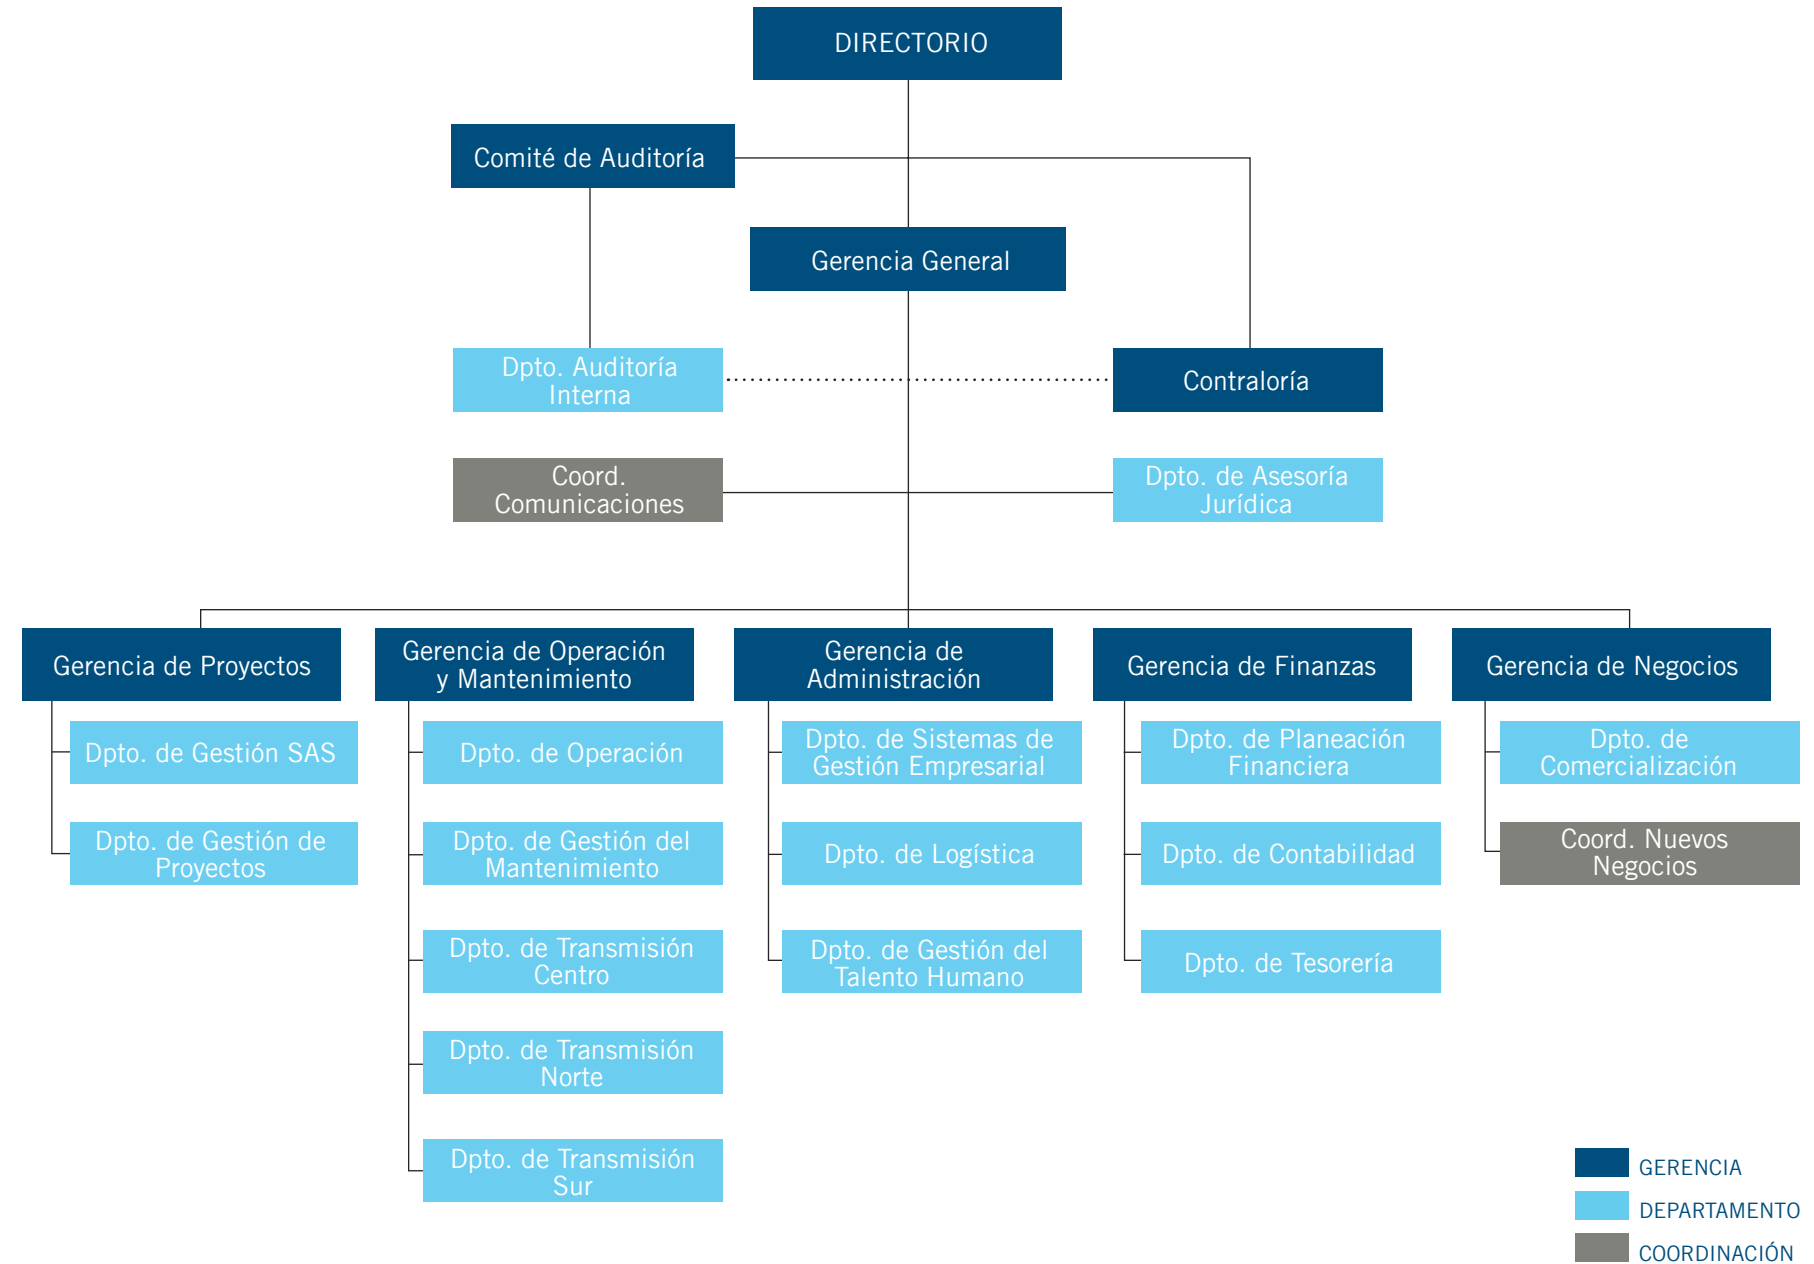 DIRECTORIO
Comité de Auditoría
Gerencia General
Dpto. Auditoría
Interna
Contraloría
Coord.
Comunicaciones
Dpto. de Asesoría
Jurídica
Gerencia de Proyectos
Dpto. de Gestión SAS
Dpto. de Gestión de
Proyectos
Gerencia de Operación
y Mantenimiento
Dpto. de Operación
Dpto. de Gestión del
Mantenimiento
Dpto. de Transmisión
Centro
Dpto. de Transmisión
Norte
Dpto. de Transmisión
Sur
Gerencia de
Administración
Dpto. de Sistemas de
Gestión Empresarial
Dpto. de Logística
Dpto. de Gestión del
Talento Humano
Gerencia de Finanzas
Dpto. de Planeación
Financiera
Dpto. de Contabilidad
Dpto. de Tesorería
Gerencia de Negocios
Dpto. de
Comercialización
Coord. Nuevos
Negocios
GERENCIA
DEPARTAMENTO
COORDINACIÓN